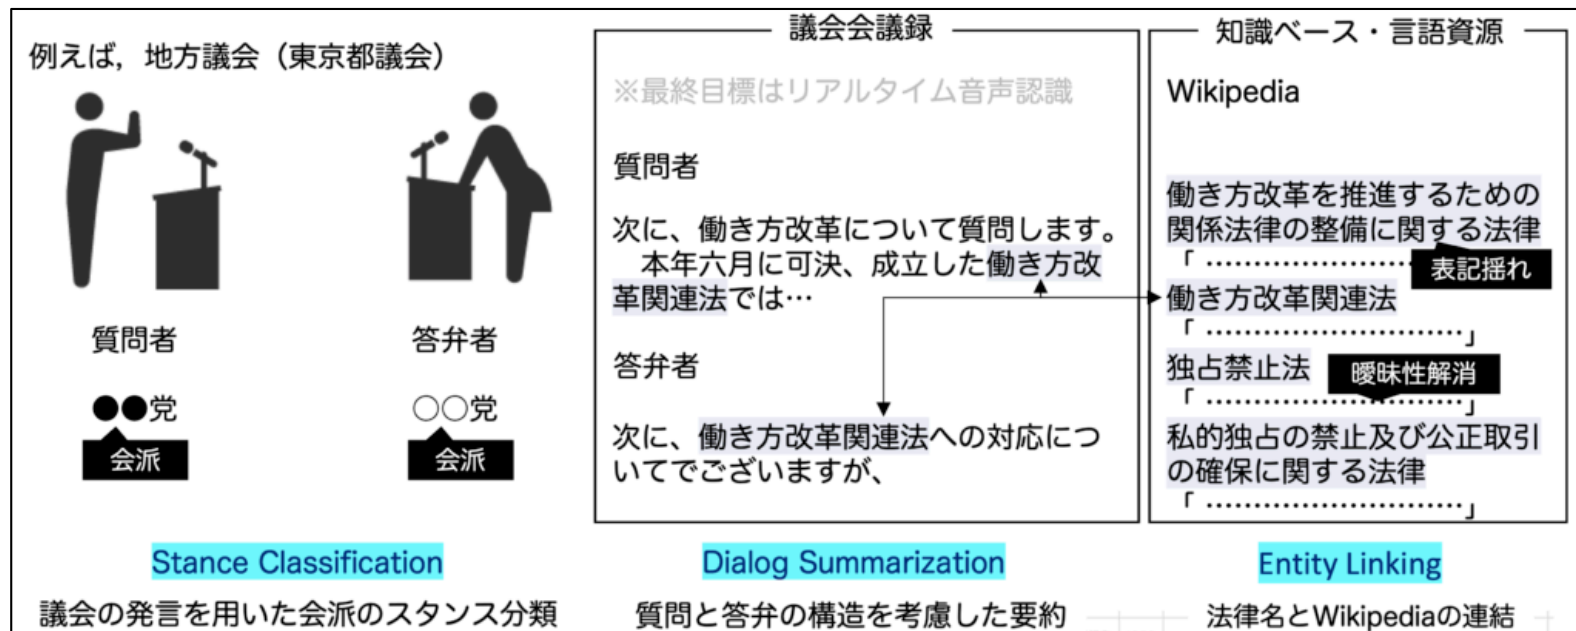 例えば，地方議会（東京都議会）
質問者
答弁者
●●党
○○党
会派
会派
Stance Classification
議会の発言を用いた会派のスタンス分類
議会会議録
※最終目標はリアルタイム音声認識
質問者
次に、働き方改革について質問します。
本年六月に可決、成立した働き方改
革関連法では…
答弁者
次に、働き方改革関連法への対応につ
いてでございますが、
Dialog Summarization
質問と答弁の構造を考慮した要約
知識ベース・言語資源
Wikipedia
働き方改革を推進するための
関係法律の整備に関する法律
「 ……………………
表記揺れ
働き方改革関連法
「 …………………………」
独占禁止法
曖昧性解消
「 …………………………」
私的独占の禁止及び公正取引
の確保に関する法律
「 …………………………」
Entity Linking
法律名とWikipediaの連結